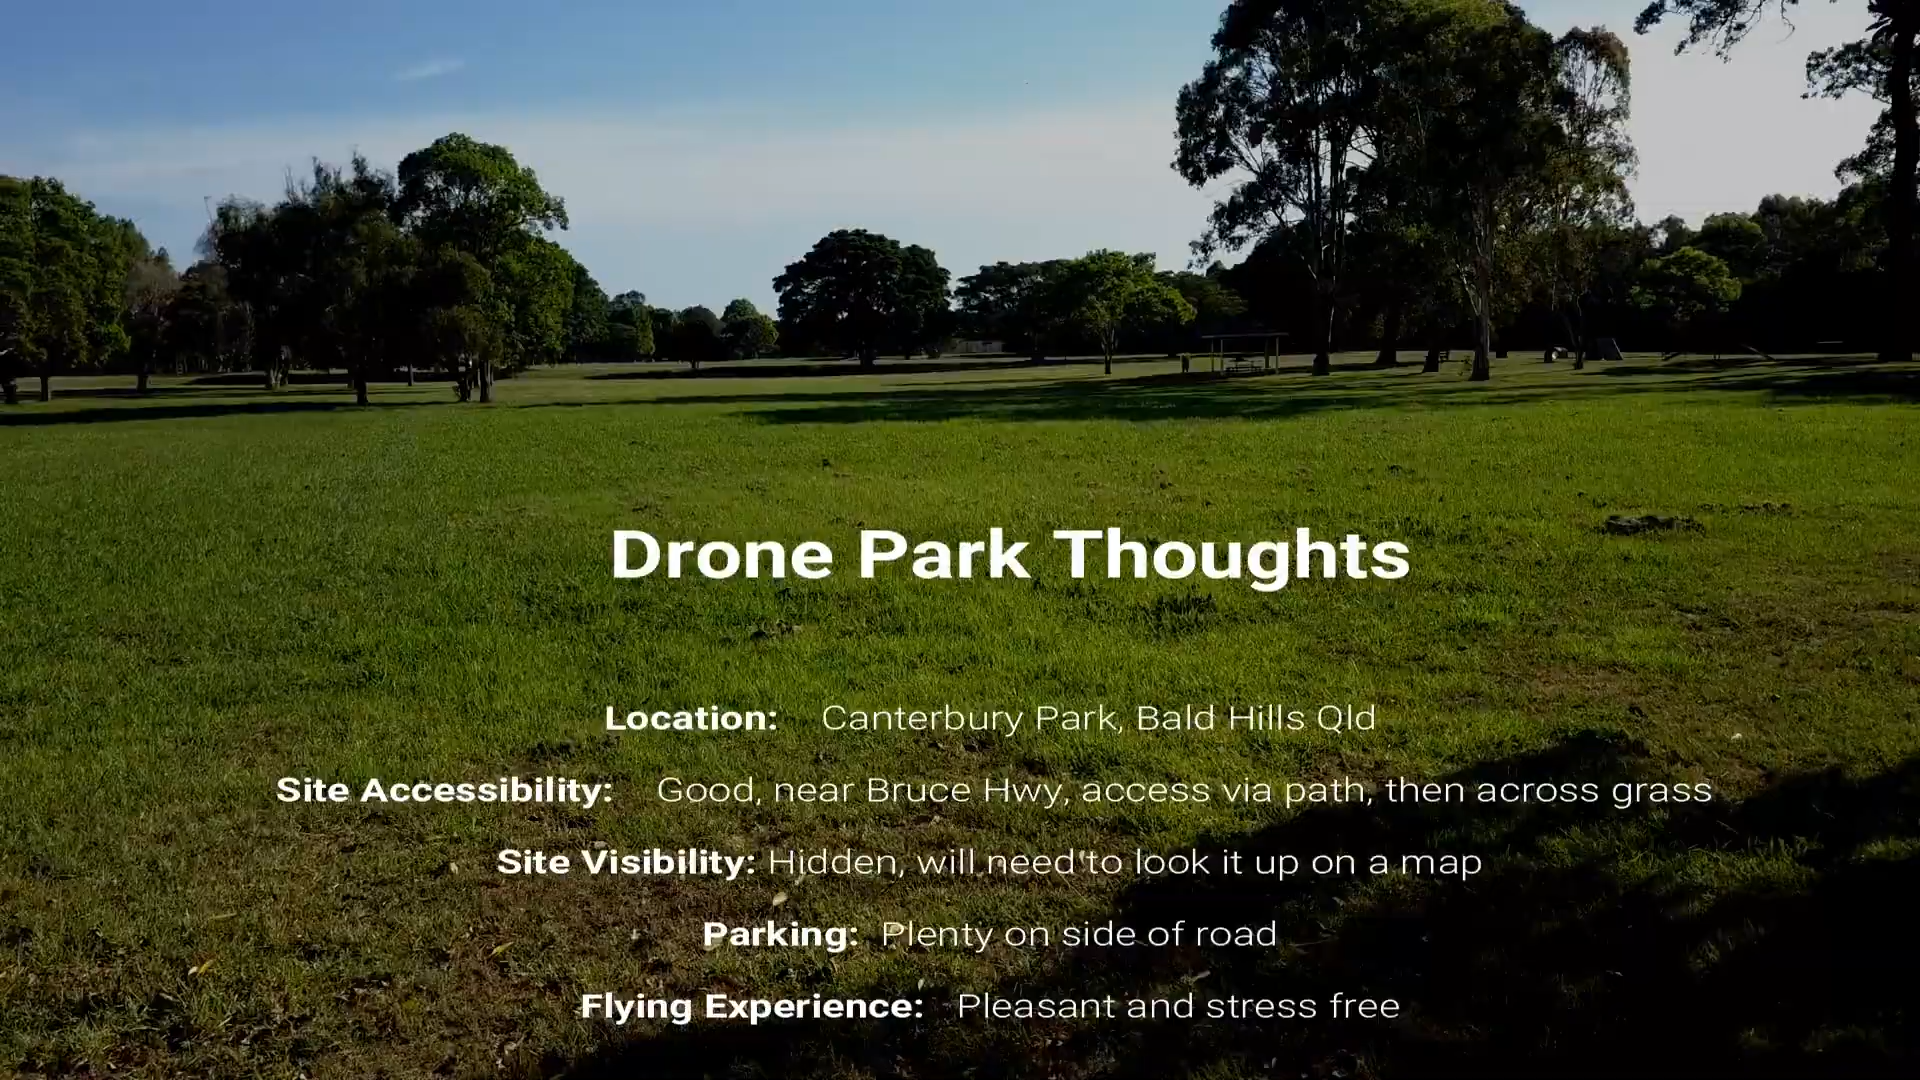 Drone Park Thoughts
Location: Canterbury Park, Bald Hills Qld
Site Accessibility: Good, near Bruce Hwy, access via path, then across grass
Site Visibility: Hidden, will need to look it up on a map
Parking: Plenty on side of road
Flying Experience: Pleasant and stress free